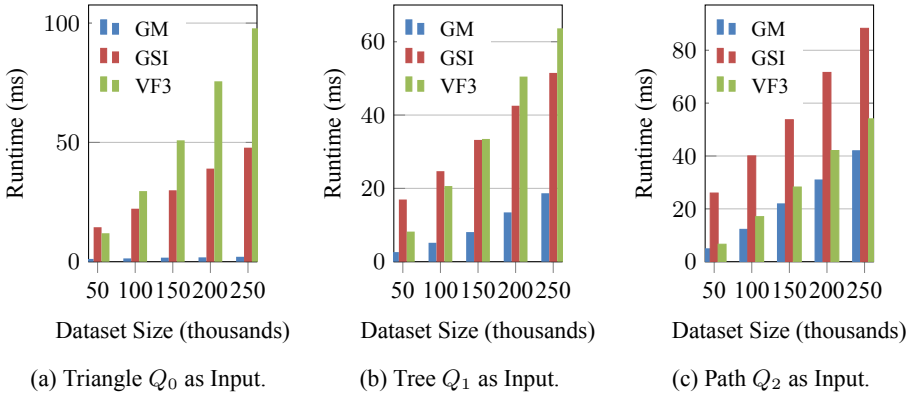 100
50
0
Runtime (ms)
GM
GSI
VF3
50 100 150 200 250
Dataset Size (thousands)
(a) Triangle Q₀ as Input.
60
40
20
0
Runtime (ms)
GM
GSI
VF3
50 100 150 200 250
Dataset Size (thousands)
(b) Tree Q₁ as Input.
80
60
40
20
0
Runtime (ms)
GM
GSI
VF3
50 100 150 200 250
Dataset Size (thousands)
(c) Path Q₂ as Input.